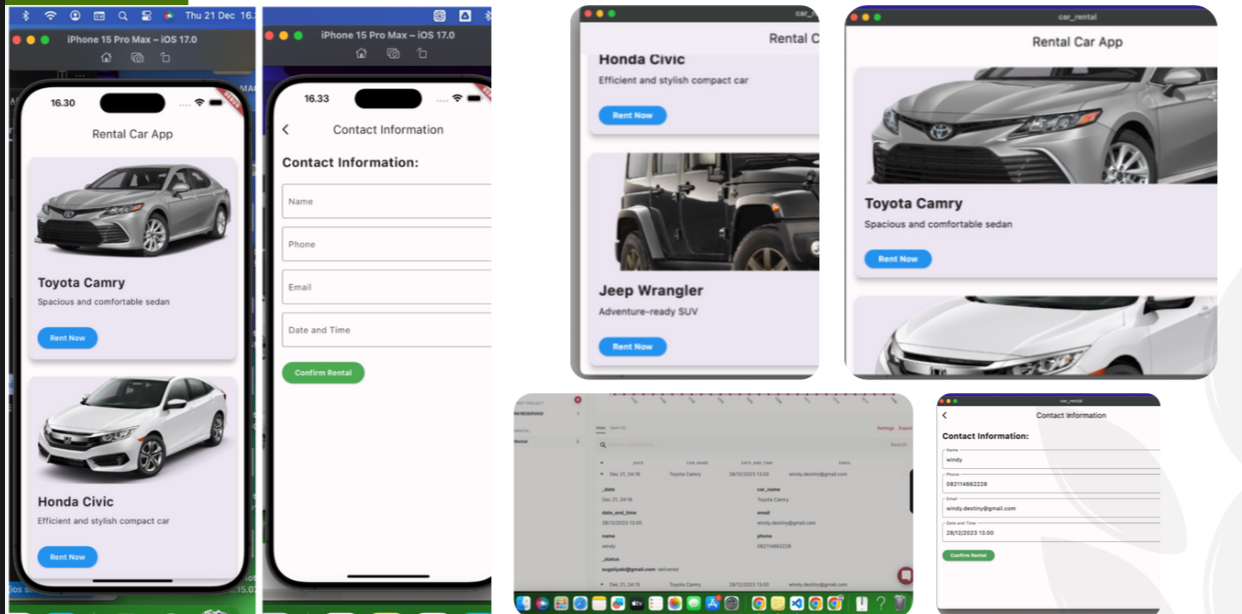 Thu 21 Dec 16.
iPhone 15 Pro Max – iOS 17.0
16.30
Rental Car App
Toyota Camry
Spacious and comfortable sedan
Rent Now
Honda Civic
Efficient and stylish compact car
Rent Now
iPhone 15 Pro Max – iOS 17.0
16.33
Contact Information
Contact Information:
Name
Phone
Email
Date and Time
Confirm Rental
Rental C
Honda Civic
Efficient and stylish compact car
Rent Now
Jeep Wrangler
Adventure-ready SUV
Rent Now
car_rental
Rental Car App
Toyota Camry
Spacious and comfortable sedan
Rent Now
Settings Export
Search
_DATE CAR_NAME DATE_AND_TIME EMAIL
Dec 21, 24:16 Toyota Camry 28/12/2023 13.00 windy.destiny@gmail.com
_date car_name
Dec 21, 24:16 Toyota Camry
date_and_time email
28/12/2023 13.00 windy.destiny@gmail.com
name phone
windy 082114662228
_status
delivered
Dec 21, 24:15 Toyota Camry 28/12/2023 13.00 windy.destiny@gmail.com
car_rental
Contact Information
Contact Information:
Name
windy
Phone
082114662228
Email
windy.destiny@gmail.com
Date and Time
28/12/2023 13.00
Confirm Rental